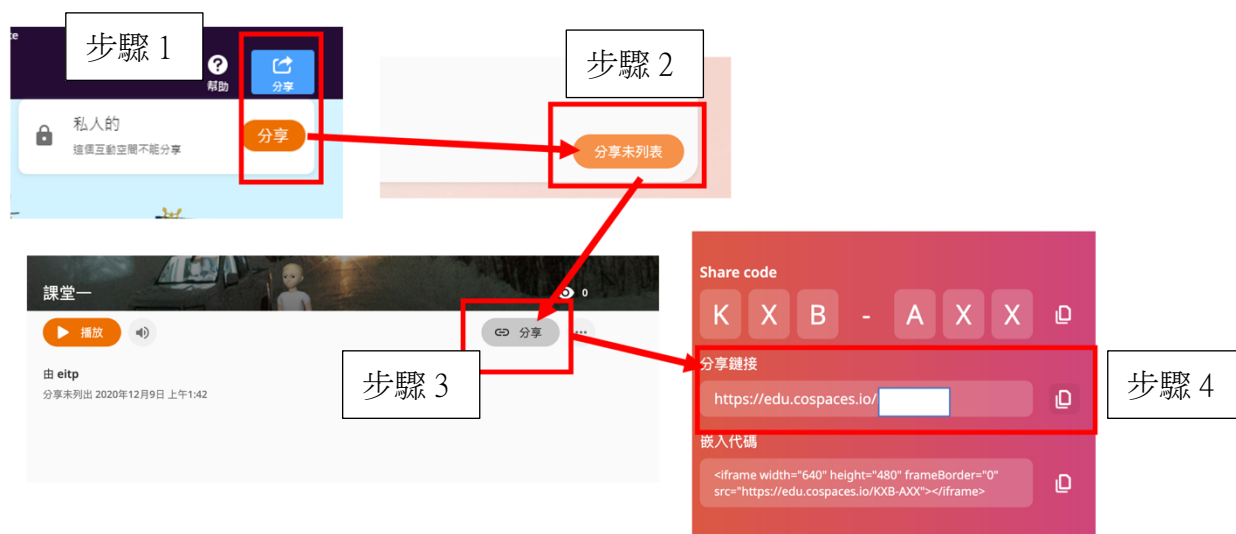 te
步驟 1
幫助
分享
私人的
這個互動空間不能分享
分享
步驟 2
分享未列表
課堂一
0
播放
分享
由 eitp
分享未列出 2020年12月9日 上午1:42
步驟 3
Share code
K X B - A X X
分享鏈接
https://edu.cospaces.io/
步驟 4
嵌入代碼
<iframe width="640" height="480" frameBorder="0"
src="https://edu.cospaces.io/KXB-AXX"></iframe>